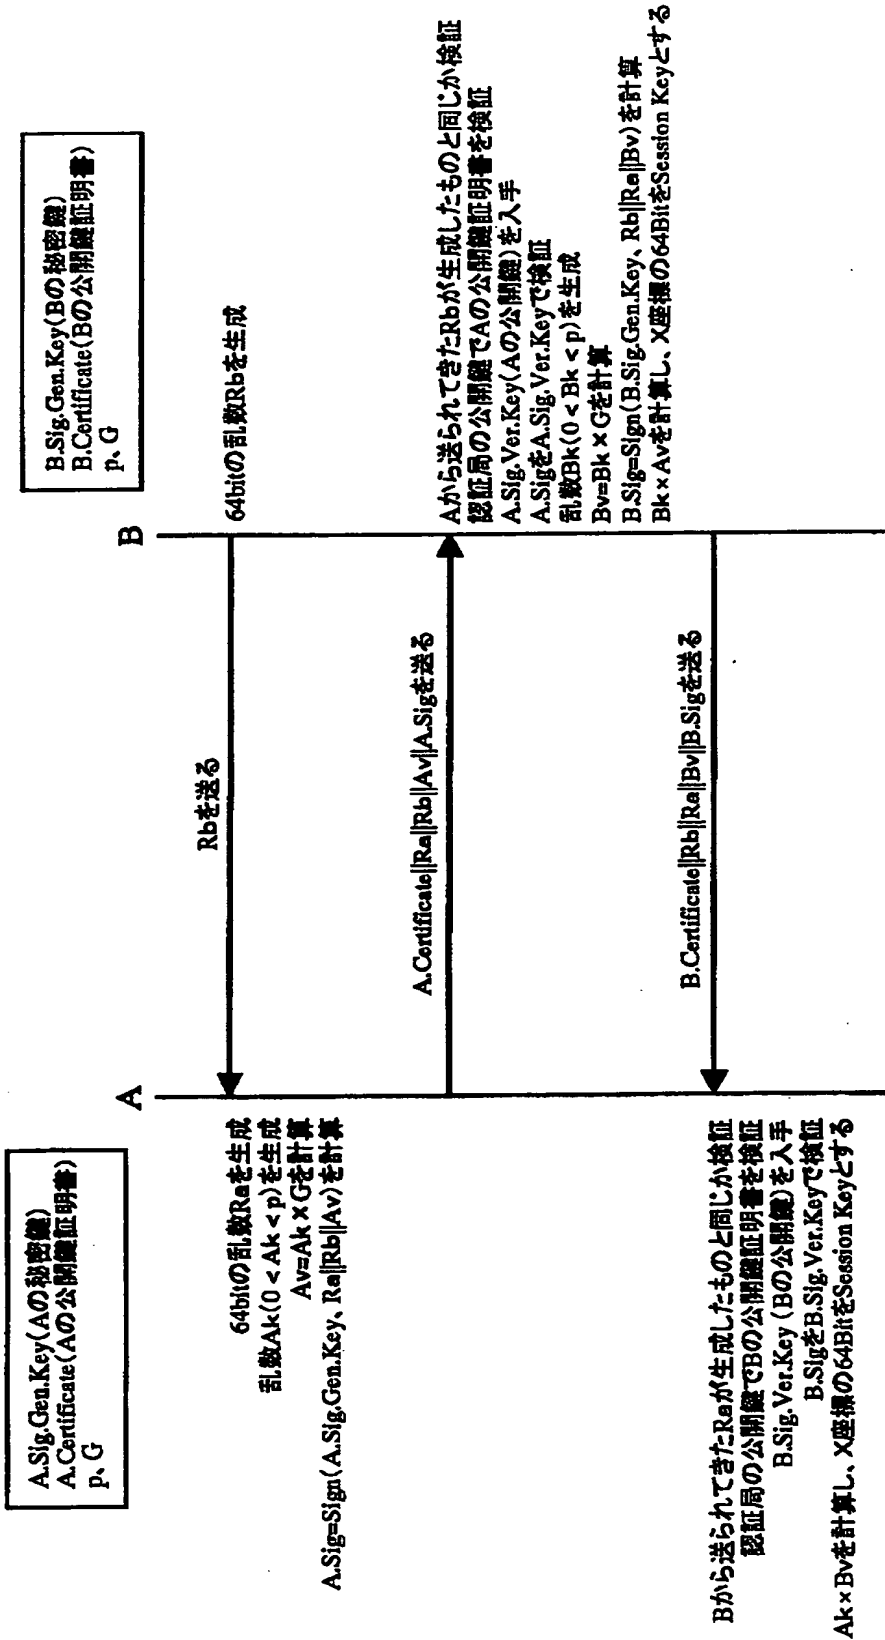 A.Sig.Gen.Key(Aの秘密鍵)
A.Certificate(Aの公開鍵証明書)
p、G
B.Sig.Gen.Key(Bの秘密鍵)
B.Certificate(Bの公開鍵証明書)
p、G
A
B
64bitの乱数Rbを生成
Rbを送る
64bitの乱数Raを生成
乱数Ak(0<Ak<p)を生成
Av=Ak×Gを計算
A.Sig=Sign(A.Sig.Gen.Key、Ra||Rb||Av)を計算
A.Certificate||Ra||Rb||Av||A.Sigを送る
Aから送られてきたRbが生成したものと同じか検証
認証局の公開鍵でAの公開鍵証明書を検証
A.Sig.Ver.Key(Aの公開鍵)を入手
A.SigをA.Sig.Ver.Keyで検証
乱数Bk(0<Bk<p)を生成
Bv=Bk×Gを計算
B.Sig=Sign(B.Sig.Gen.Key、Rb||Ra||Bv)を計算
Bk×Avを計算し、X座標の64BitをSession Keyとする
B.Certificate||Rb||Ra||Bv||B.Sigを送る
Bから送られてきたRaが生成したものと同じか検証
認証局の公開鍵でBの公開鍵証明書を検証
B.Sig.Ver.Key (Bの公開鍵)を入手
B.SigをB.Sig.Ver.Keyで検証
Ak×Bvを計算し、X座標の64BitをSession Keyとする